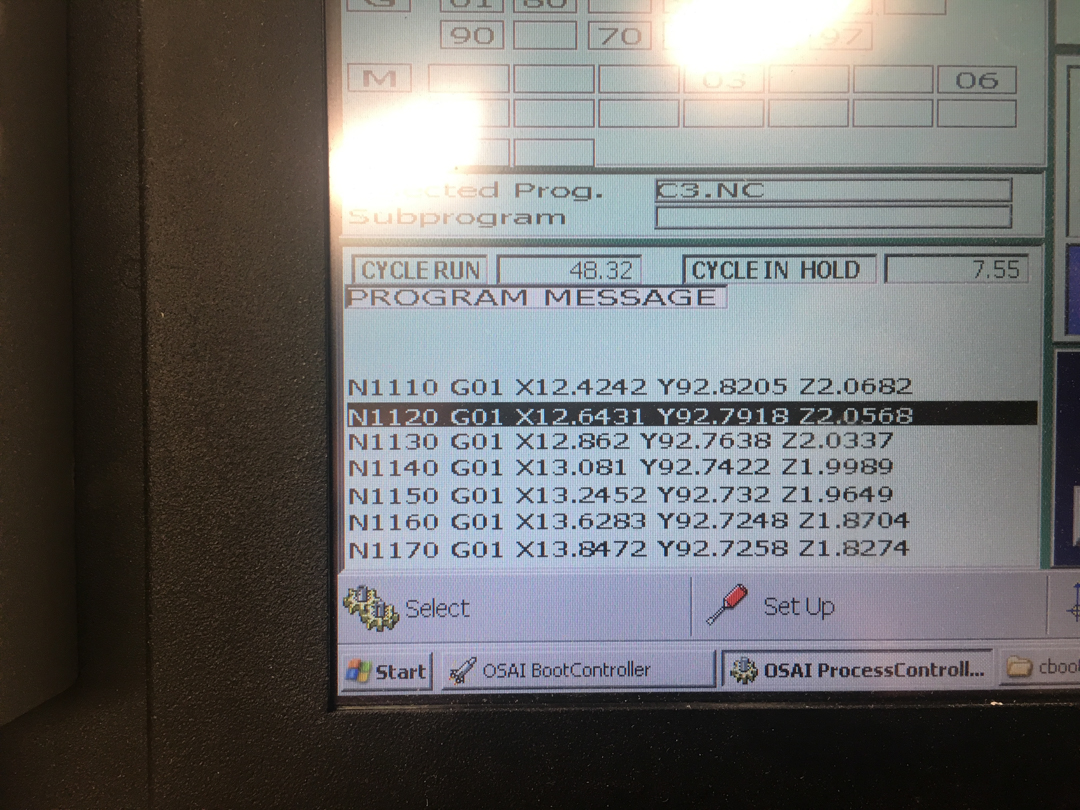 G 01 80
90 70 97
M 03 06
Prog. C3.NC
Subprogram
CYCLE RUN 48.32 CYCLE IN HOLD 7.55
PROGRAM MESSAGE
N1110 G01 X12.4242 Y92.8205 Z2.0682
N1120 G01 X12.6431 Y92.7918 Z2.0568
N1130 G01 X12.862 Y92.7638 Z2.0337
N1140 G01 X13.081 Y92.7422 Z1.9989
N1150 G01 X13.2452 Y92.732 Z1.9649
N1160 G01 X13.6283 Y92.7248 Z1.8704
N1170 G01 X13.8472 Y92.7258 Z1.8274
Select Set Up
Start OSAI BootController OSAI ProcessControll...